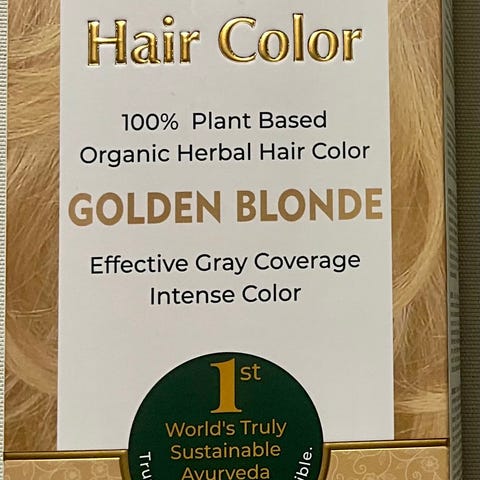 Hair Color
100% Plant Based
Organic Herbal Hair Color
GOLDEN BLONDE
Effective Gray Coverage
Intense Color
1st
World's Truly
Sustainable
Ayurveda